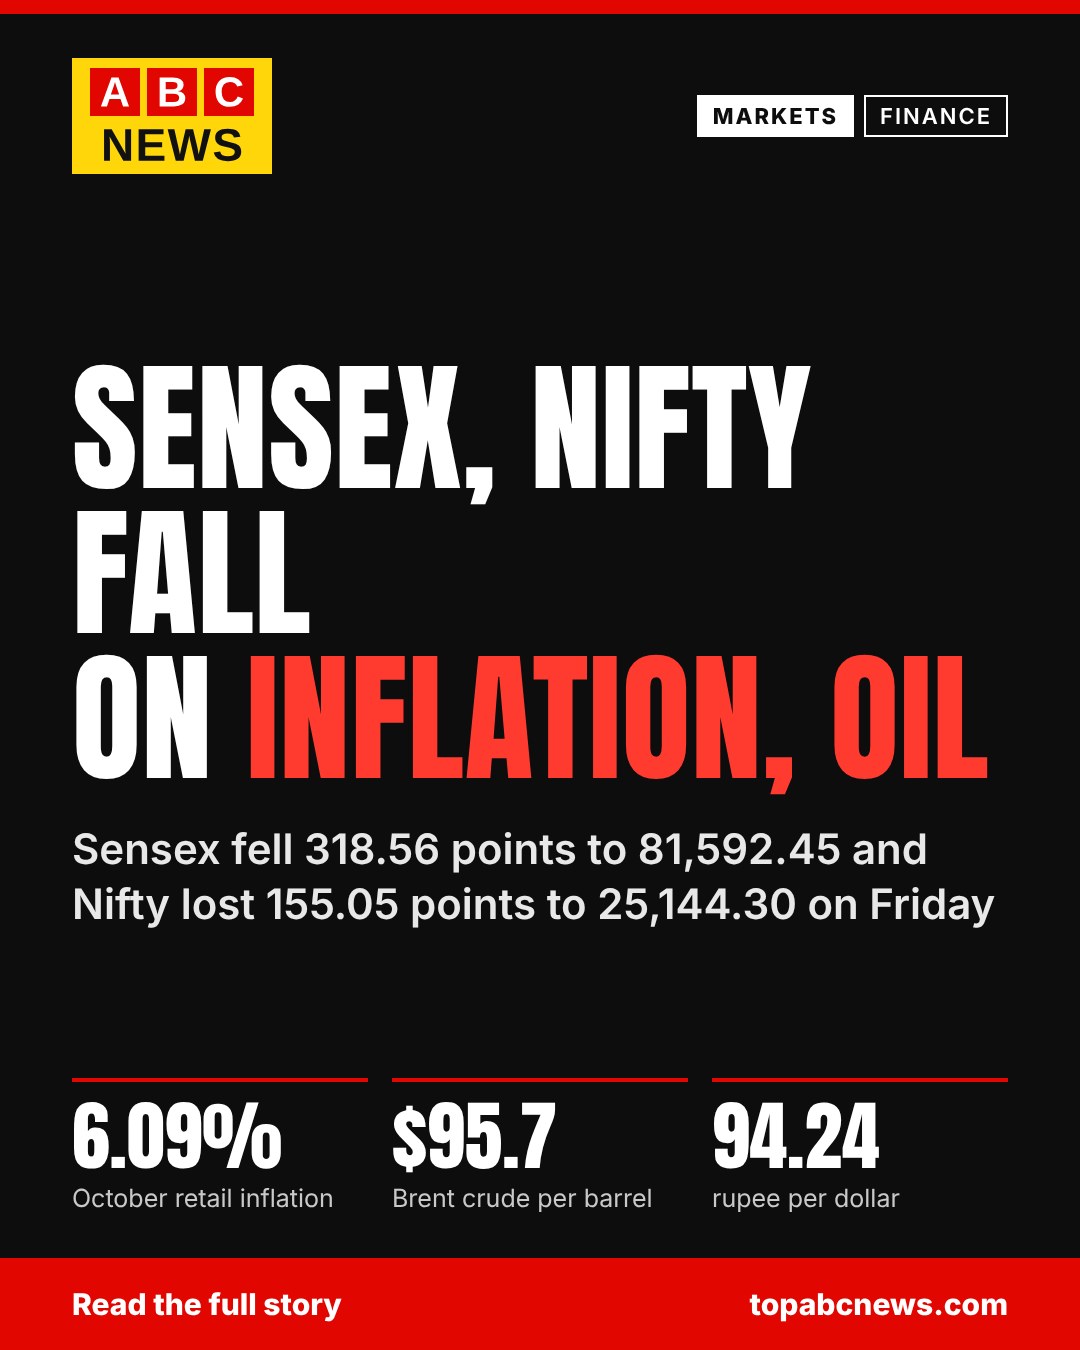 ABC
NEWS
MARKETS
FINANCE
SENSEX, NIFTY
FALL
ON INFLATION, OIL
Sensex fell 318.56 points to 81,592.45 and
Nifty lost 155.05 points to 25,144.30 on Friday
6.09%
October retail inflation
$95.7
Brent crude per barrel
94.24
rupee per dollar
Read the full story
topabcnews.com